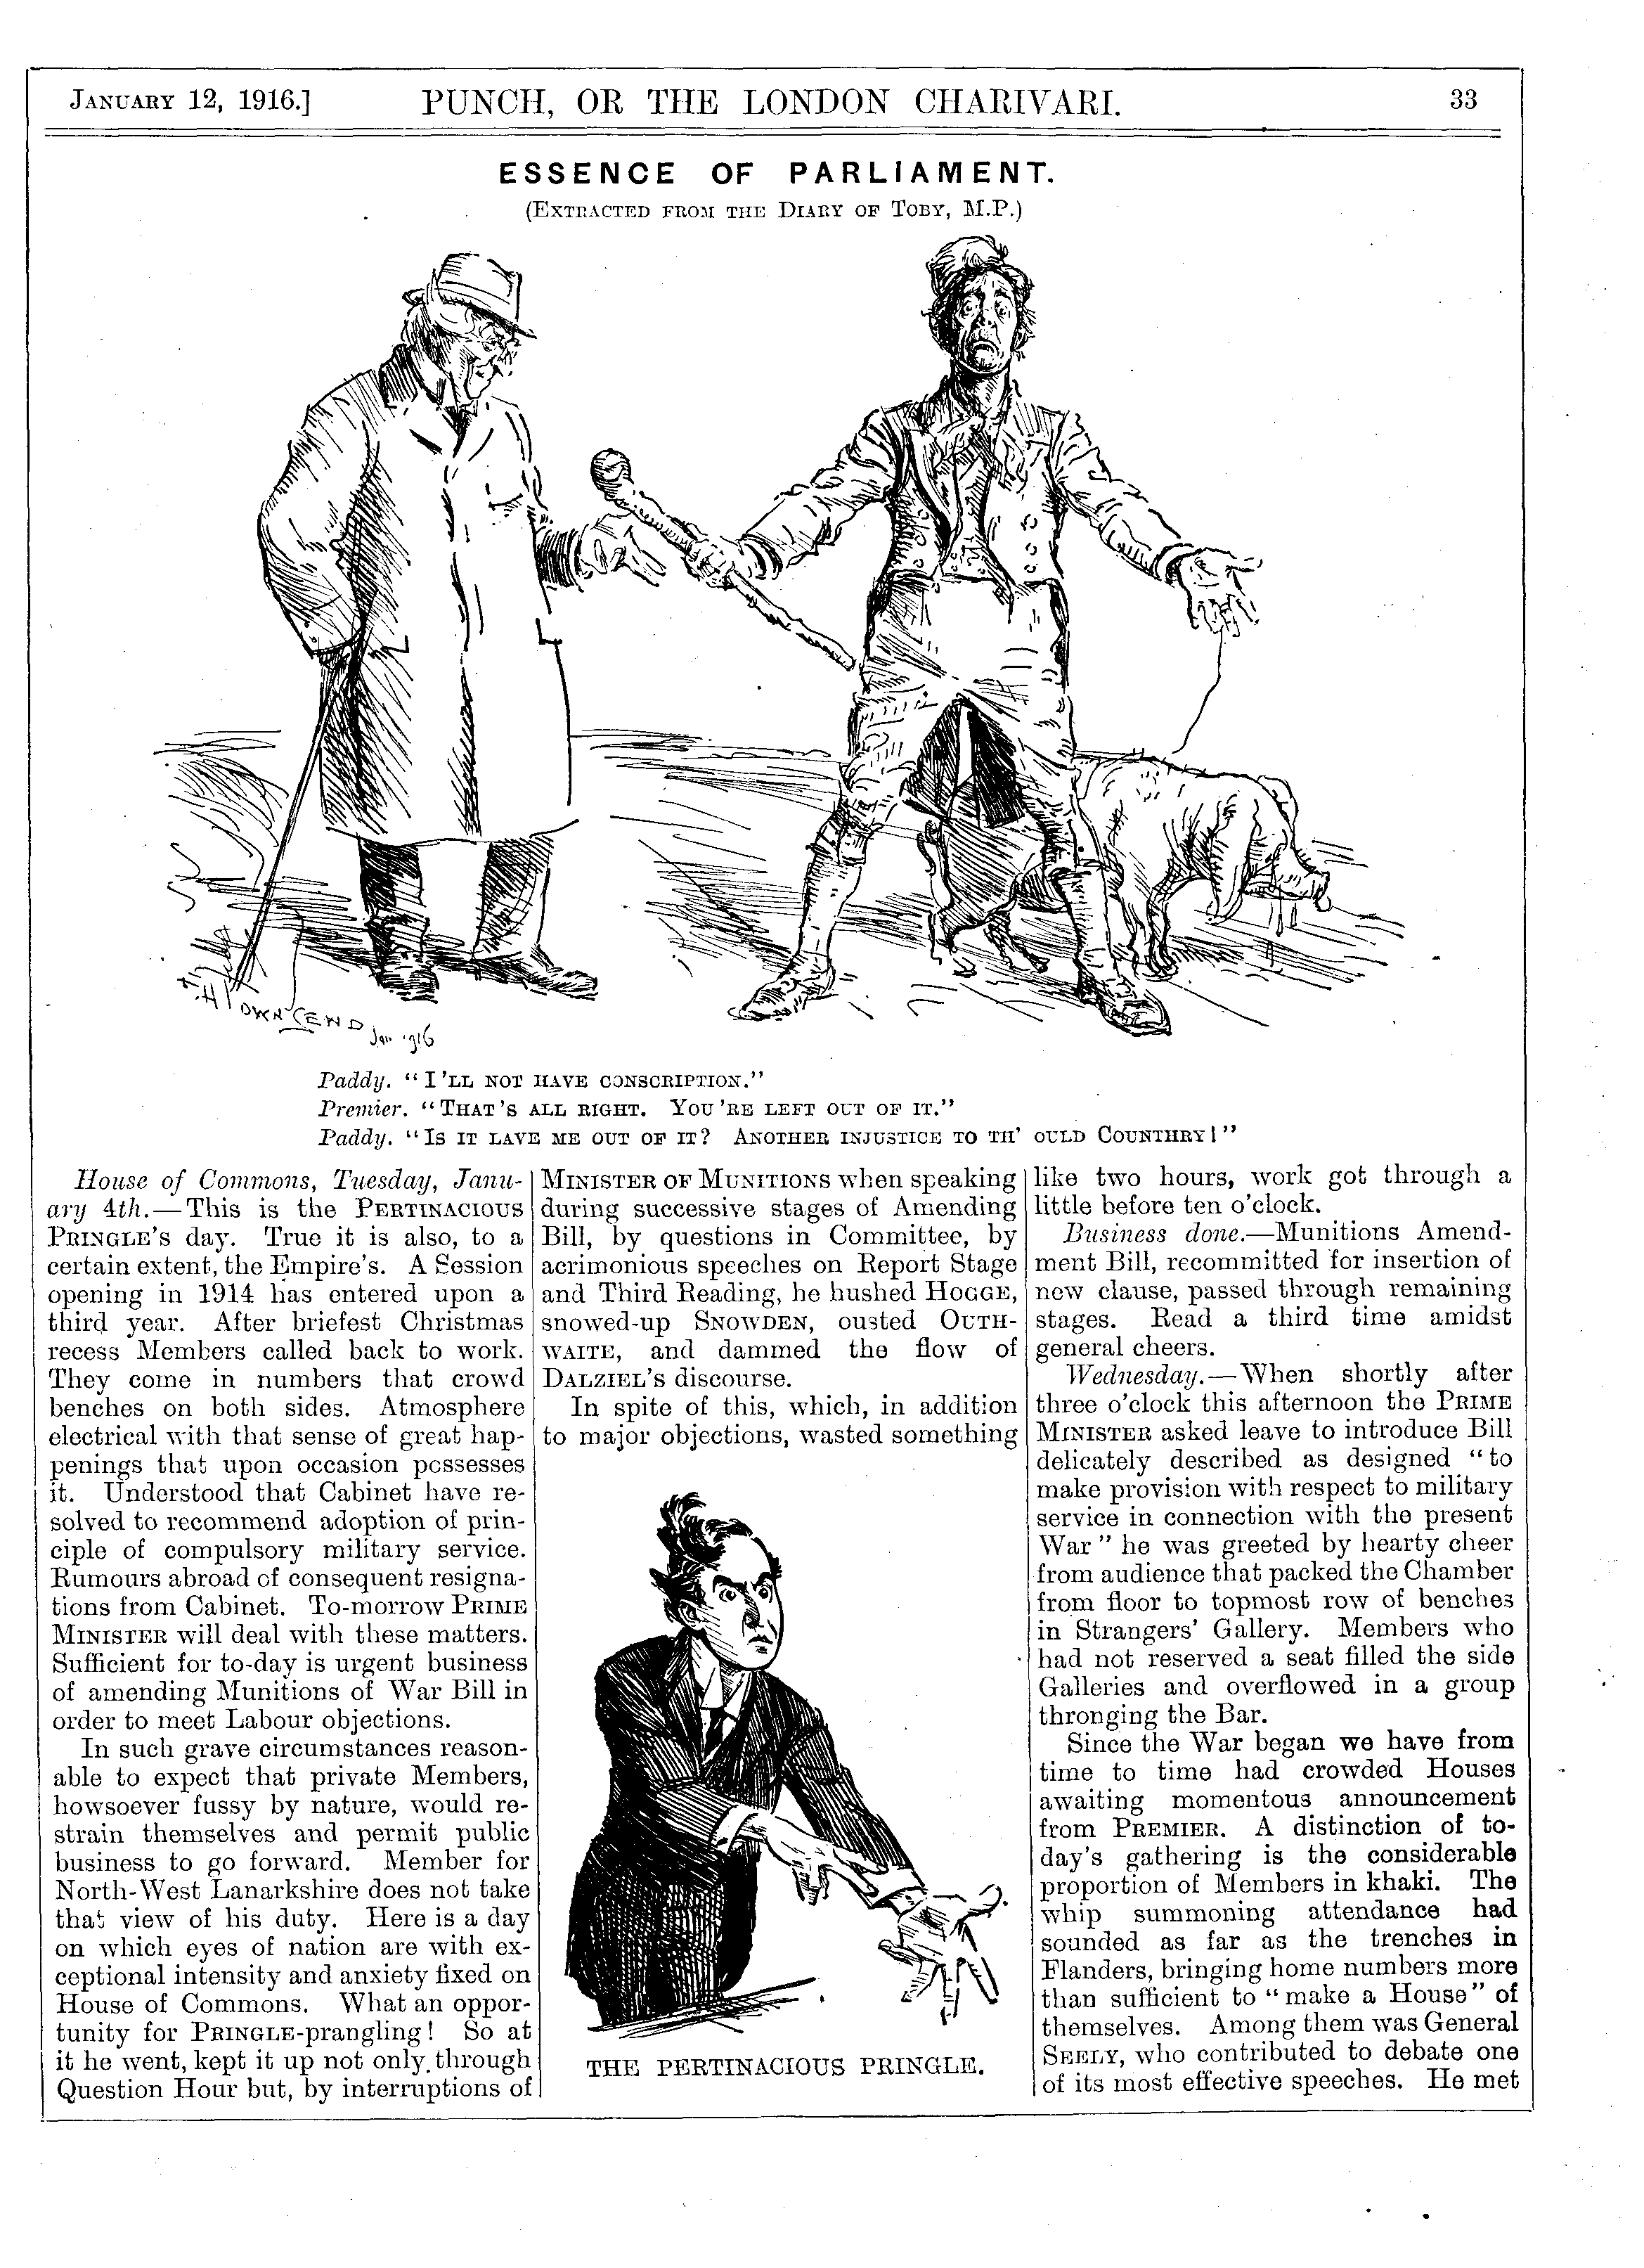 JANUARY 12, 1916.] PUNCH, OR THE LONDON CHARIVARI. 33
ESSENCE OF PARLIAMENT.
(EXTRACTED FROM THE DIARY OF TOBY, M.P.)
F. H. TOWNSEND Jan 1916
Paddy. "I'LL NOT HAVE CONSCRIPTION."
Premier. "THAT'S ALL RIGHT. YOU'RE LEFT OUT OF IT."
Paddy. "IS IT LAVE ME OUT OF IT? ANOTHER INJUSTICE TO TH' OULD COUNTHRY!"
House of Commons, Tuesday, Janu-
ary 4th.—This is the PERTINACIOUS
PRINGLE'S day. True it is also, to a
certain extent, the Empire's. A Session
opening in 1914 has entered upon a
third year. After briefest Christmas
recess Members called back to work.
They come in numbers that crowd
benches on both sides. Atmosphere
electrical with that sense of great hap-
penings that upon occasion possesses
it. Understood that Cabinet have re-
solved to recommend adoption of prin-
ciple of compulsory military service.
Rumours abroad of consequent resigna-
tions from Cabinet. To-morrow PRIME
MINISTER will deal with these matters.
Sufficient for to-day is urgent business
of amending Munitions of War Bill in
order to meet Labour objections.
In such grave circumstances reason-
able to expect that private Members,
howsoever fussy by nature, would re-
strain themselves and permit public
business to go forward. Member for
North-West Lanarkshire does not take
that view of his duty. Here is a day
on which eyes of nation are with ex-
ceptional intensity and anxiety fixed on
House of Commons. What an oppor-
tunity for PRINGLE-prangling! So at
it he went, kept it up not only through
Question Hour but, by interruptions of
MINISTER OF MUNITIONS when speaking
during successive stages of Amending
Bill, by questions in Committee, by
acrimonious speeches on Report Stage
and Third Reading, he hushed HOGGE,
snowed-up SNOWDEN, ousted OUTH-
WAITE, and dammed the flow of
DALZIEL'S discourse.
In spite of this, which, in addition
to major objections, wasted something
THE PERTINACIOUS PRINGLE.
like two hours, work got through a
little before ten o'clock.
Business done.—Munitions Amend-
ment Bill, recommitted for insertion of
new clause, passed through remaining
stages. Read a third time amidst
general cheers.
Wednesday.—When shortly after
three o'clock this afternoon the PRIME
MINISTER asked leave to introduce Bill
delicately described as designed "to
make provision with respect to military
service in connection with the present
War" he was greeted by hearty cheer
from audience that packed the Chamber
from floor to topmost row of benches
in Strangers' Gallery. Members who
had not reserved a seat filled the side
Galleries and overflowed in a group
thronging the Bar.
Since the War began we have from
time to time had crowded Houses
awaiting momentous announcement
from PREMIER. A distinction of to-
day's gathering is the considerable
proportion of Members in khaki. The
whip summoning attendance had
sounded as far as the trenches in
Flanders, bringing home numbers more
than sufficient to "make a House" of
themselves. Among them was General
SEELY, who contributed to debate one
of its most effective speeches. He met